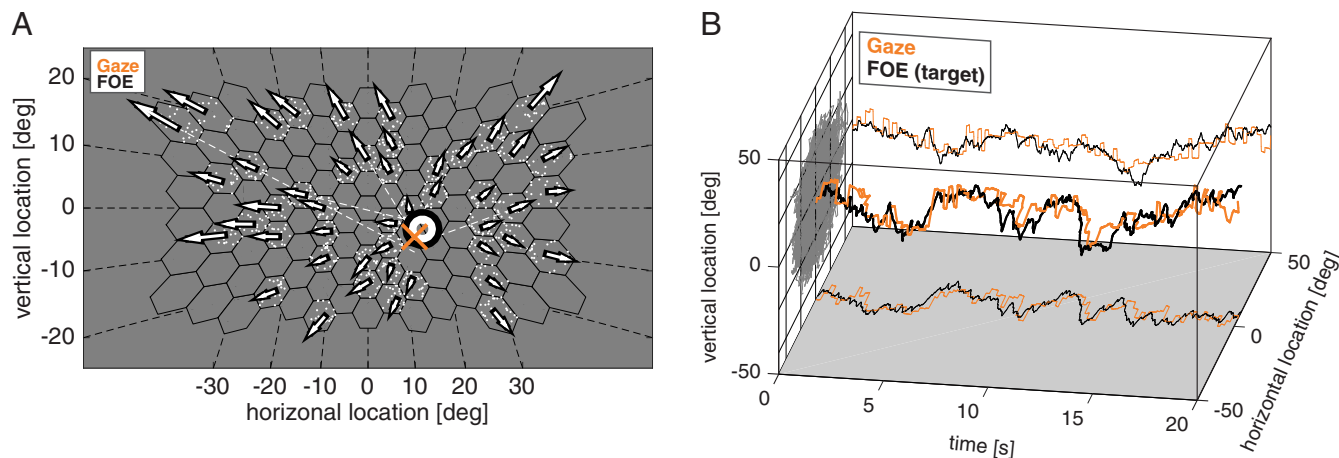 A
Gaze
FOE
20
10
0
-10
-20
vertical location [deg]
-30
-20
-10
0
10
20
30
horizonal location [deg]
B
Gaze
FOE (target)
50
0
-50
vertical location [deg]
0
5
10
15
20
time [s]
50
0
-50
horizontal location [deg]